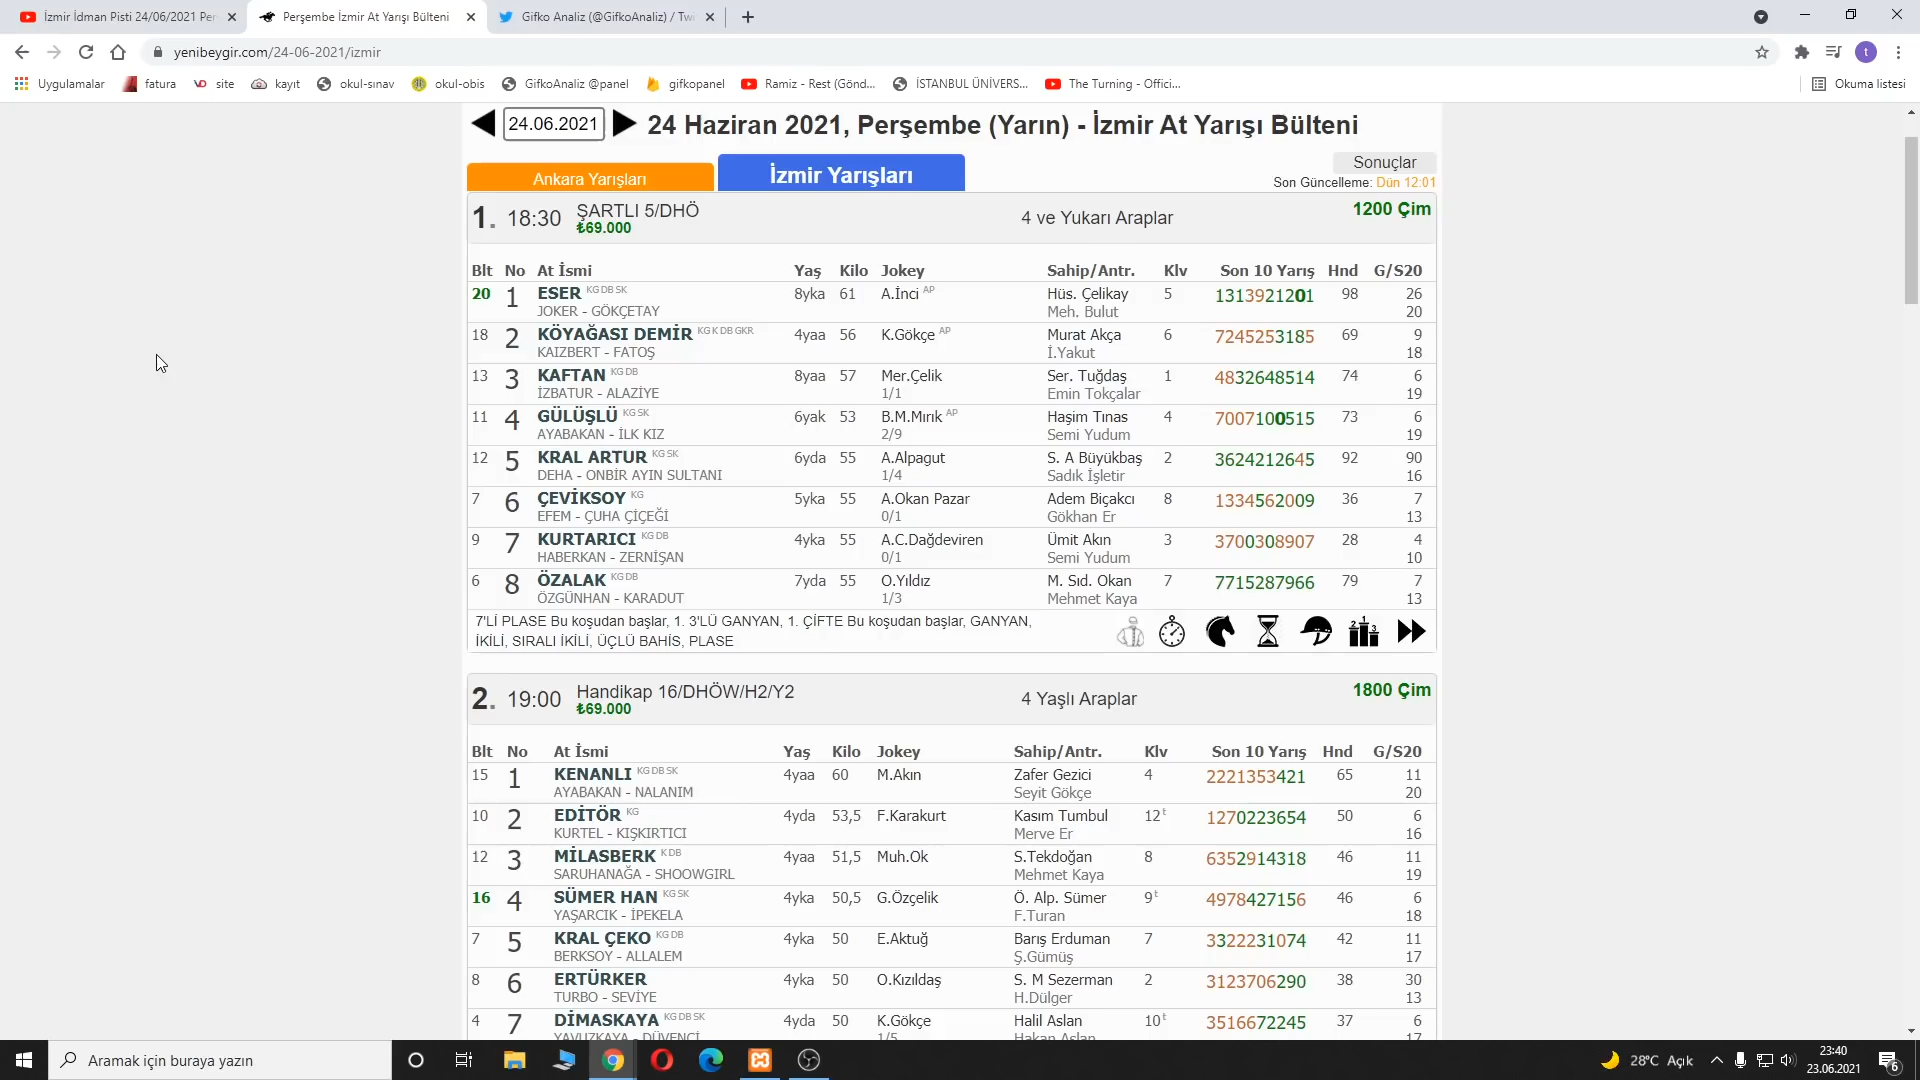 İzmir İdman Pisti 24/06/2021 Per
Perşembe İzmir At Yarışı Bülteni
Gifko Analiz (@GifkoAnaliz) / Twi
yenibeygir.com/24-06-2021/izmir
t
Uygulamalar
fatura
VD site
kayıt
okul-sınav
okul-obis
GifkoAnaliz @panel
gifkopanel
Ramiz - Rest (Gönd...
İSTANBUL ÜNİVERS...
The Turning - Offici...
Okuma listesi
24.06.2021
24 Haziran 2021, Perşembe (Yarın) - İzmir At Yarışı Bülteni
Ankara Yarışları
İzmir Yarışları
Sonuçlar
Son Güncelleme: Dün 12:01
1. 18:30 ŞARTLI 5/DHÖ 4 ve Yukarı Araplar 1200 Çim
₺69.000
Blt No At İsmi Yaş Kilo Jokey Sahip/Antr. Klv Son 10 Yarış Hnd G/S20
20 1 ESER KG DB SK 8yka 61 A.İnci AP Hüs. Çelikay 5 1313921201 98 26
JOKER - GÖKÇETAY Meh. Bulut 20
18 2 KÖYAĞASI DEMİR KG K DB GKR 4yaa 56 K.Gökçe AP Murat Akça 6 7245253185 69 9
KAIZBERT - FATOŞ İ.Yakut 18
13 3 KAFTAN KG DB 8yaa 57 Mer.Çelik Ser. Tuğdaş 1 4832648514 74 6
İZBATUR - ALAZİYE 1/1 Emin Tokçalar 19
11 4 GÜLÜŞLÜ KG SK 6yak 53 B.M.Mırık AP Haşim Tınas 4 7007100515 73 6
AYABAKAN - İLK KIZ 2/9 Semi Yudum 19
12 5 KRAL ARTUR KG SK 6yda 55 A.Alpagut S. A Büyükbaş 2 3624212645 92 90
DEHA - ONBİR AYIN SULTANI 1/4 Sadık İşletir 16
7 6 ÇEVİKSOY KG 5yka 55 A.Okan Pazar Adem Biçakcı 8 1334562009 36 7
EFEM - ÇUHA ÇİÇEĞİ 0/1 Gökhan Er 13
9 7 KURTARICI KG DB 4yka 55 A.C.Dağdeviren Ümit Akın 3 3700308907 28 4
HABERKAN - ZERNİŞAN 0/1 Semi Yudum 10
6 8 ÖZALAK KG DB 7yda 55 O.Yıldız M. Sıd. Okan 7 7715287966 79 7
ÖZGÜNHAN - KARADUT 1/3 Mehmet Kaya 13
7'Lİ PLASE Bu koşudan başlar, 1. 3'LÜ GANYAN, 1. ÇİFTE Bu koşudan başlar, GANYAN,
İKİLİ, SIRALI İKİLİ, ÜÇLÜ BAHİS, PLASE
2. 19:00 Handikap 16/DHÖW/H2/Y2 4 Yaşlı Araplar 1800 Çim
₺69.000
Blt No At İsmi Yaş Kilo Jokey Sahip/Antr. Klv Son 10 Yarış Hnd G/S20
15 1 KENANLI KG DB SK 4yaa 60 M.Akın Zafer Gezici 4 2221353421 65 11
AYABAKAN - NALANIM Seyit Gökçe 20
10 2 EDİTÖR KG 4yda 53,5 F.Karakurt Kasım Tumbul 12 t 1270223654 50 6
KURTEL - KIŞKIRTICI Merve Er 16
12 3 MİLASBERK K DB 4yaa 51,5 Muh.Ok S.Tekdoğan 8 6352914318 46 11
SARUHANAĞA - SHOOWGIRL Mehmet Kaya 19
16 4 SÜMER HAN KG SK 4yka 50,5 G.Özçelik Ö. Alp. Sümer 9 t 4978427156 46 6
YAŞARCIK - İPEKELA F.Turan 18
7 5 KRAL ÇEKO KG DB 4yka 50 E.Aktuğ Barış Erduman 7 3322231074 42 11
BERKSOY - ALLALEM Ş.Gümüş 17
8 6 ERTÜRKER 4yka 50 O.Kızıldaş S. M Sezerman 2 3123706290 38 30
TURBO - SEVİYE H.Dülger 13
4 7 DİMASKAYA KG DB SK 4yda 50 K.Gökçe Halil Aslan 10 t 3516672245 37 6
YAVUZKAYA - DÜVENCİ 1/5 Hakan Aslan 17
Aramak için buraya yazın
28°C Açık
23:40
23.06.2021
6